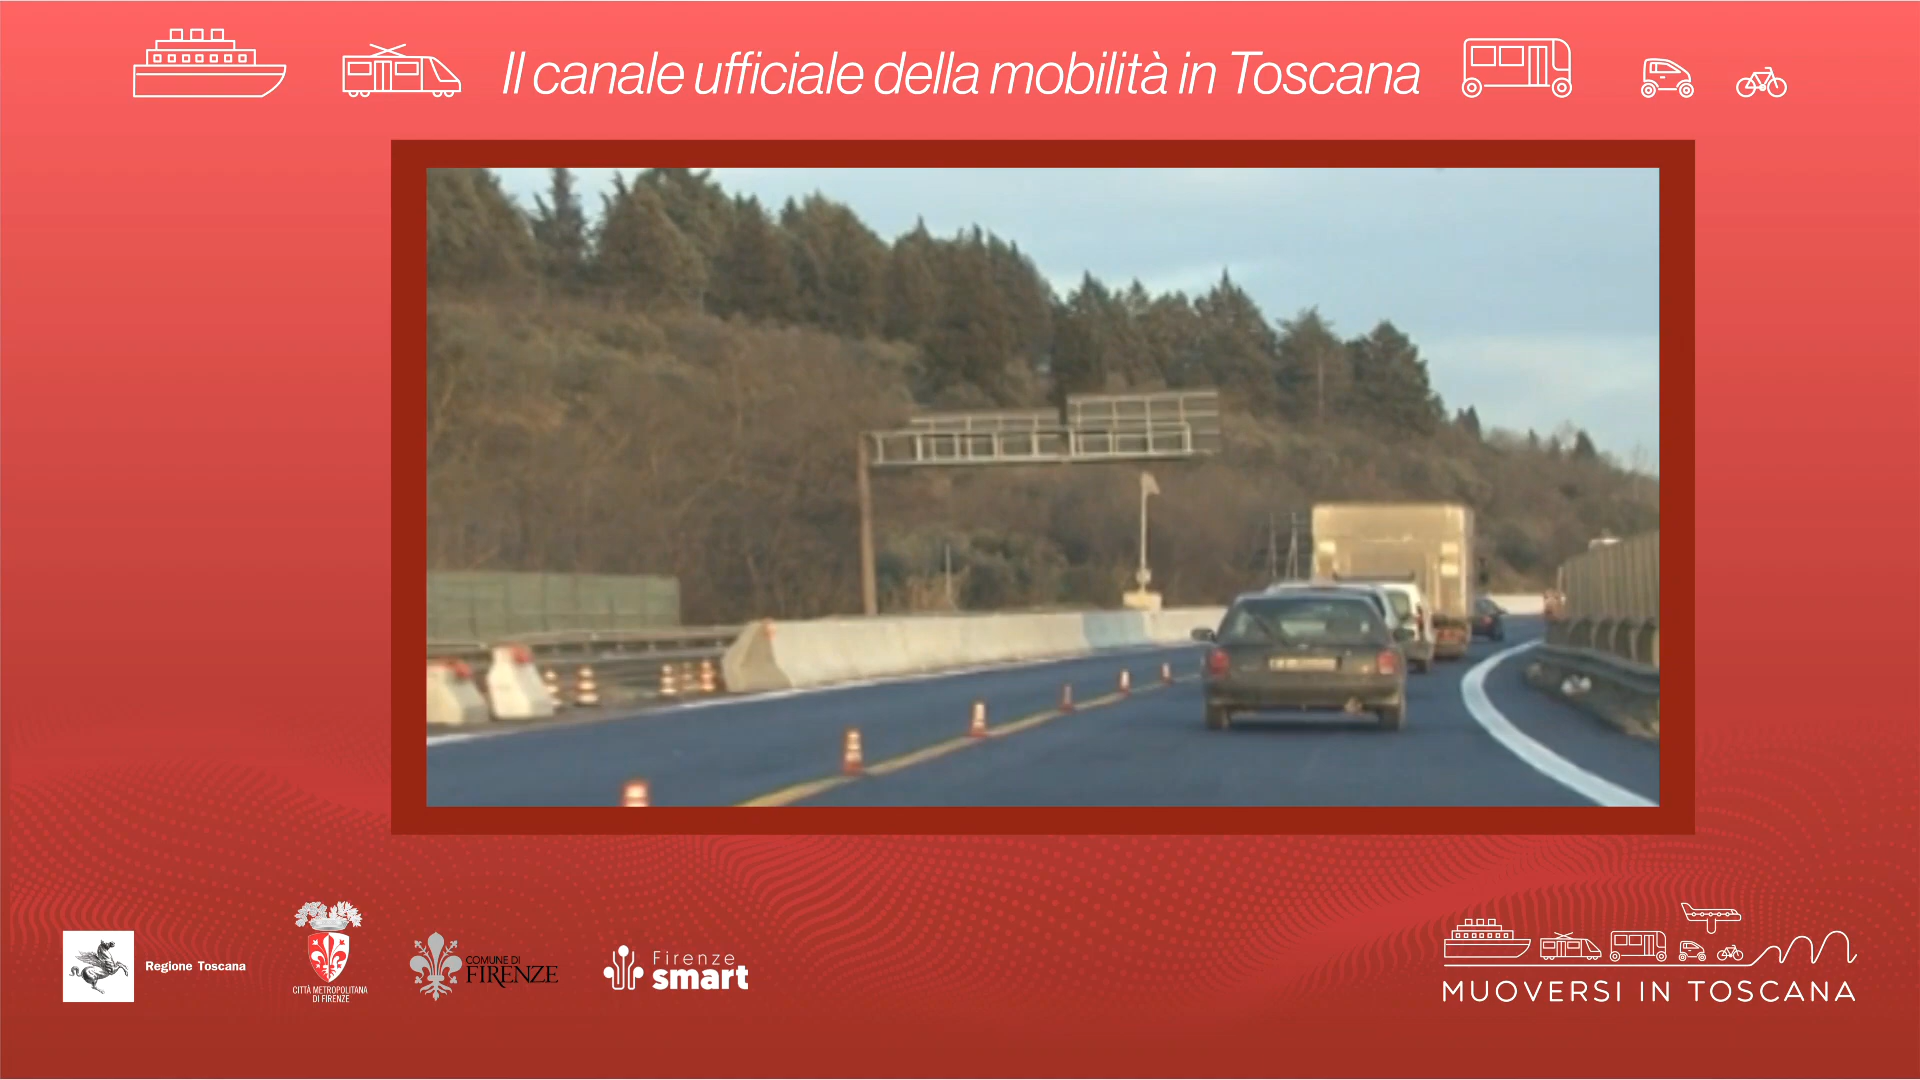 Il canale ufficiale della mobilità in Toscana
Regione Toscana
CITTÀ METROPOLITANA
DI FIRENZE
COMUNE DI
FIRENZE
Firenze
smart
MUOVERSI IN TOSCANA